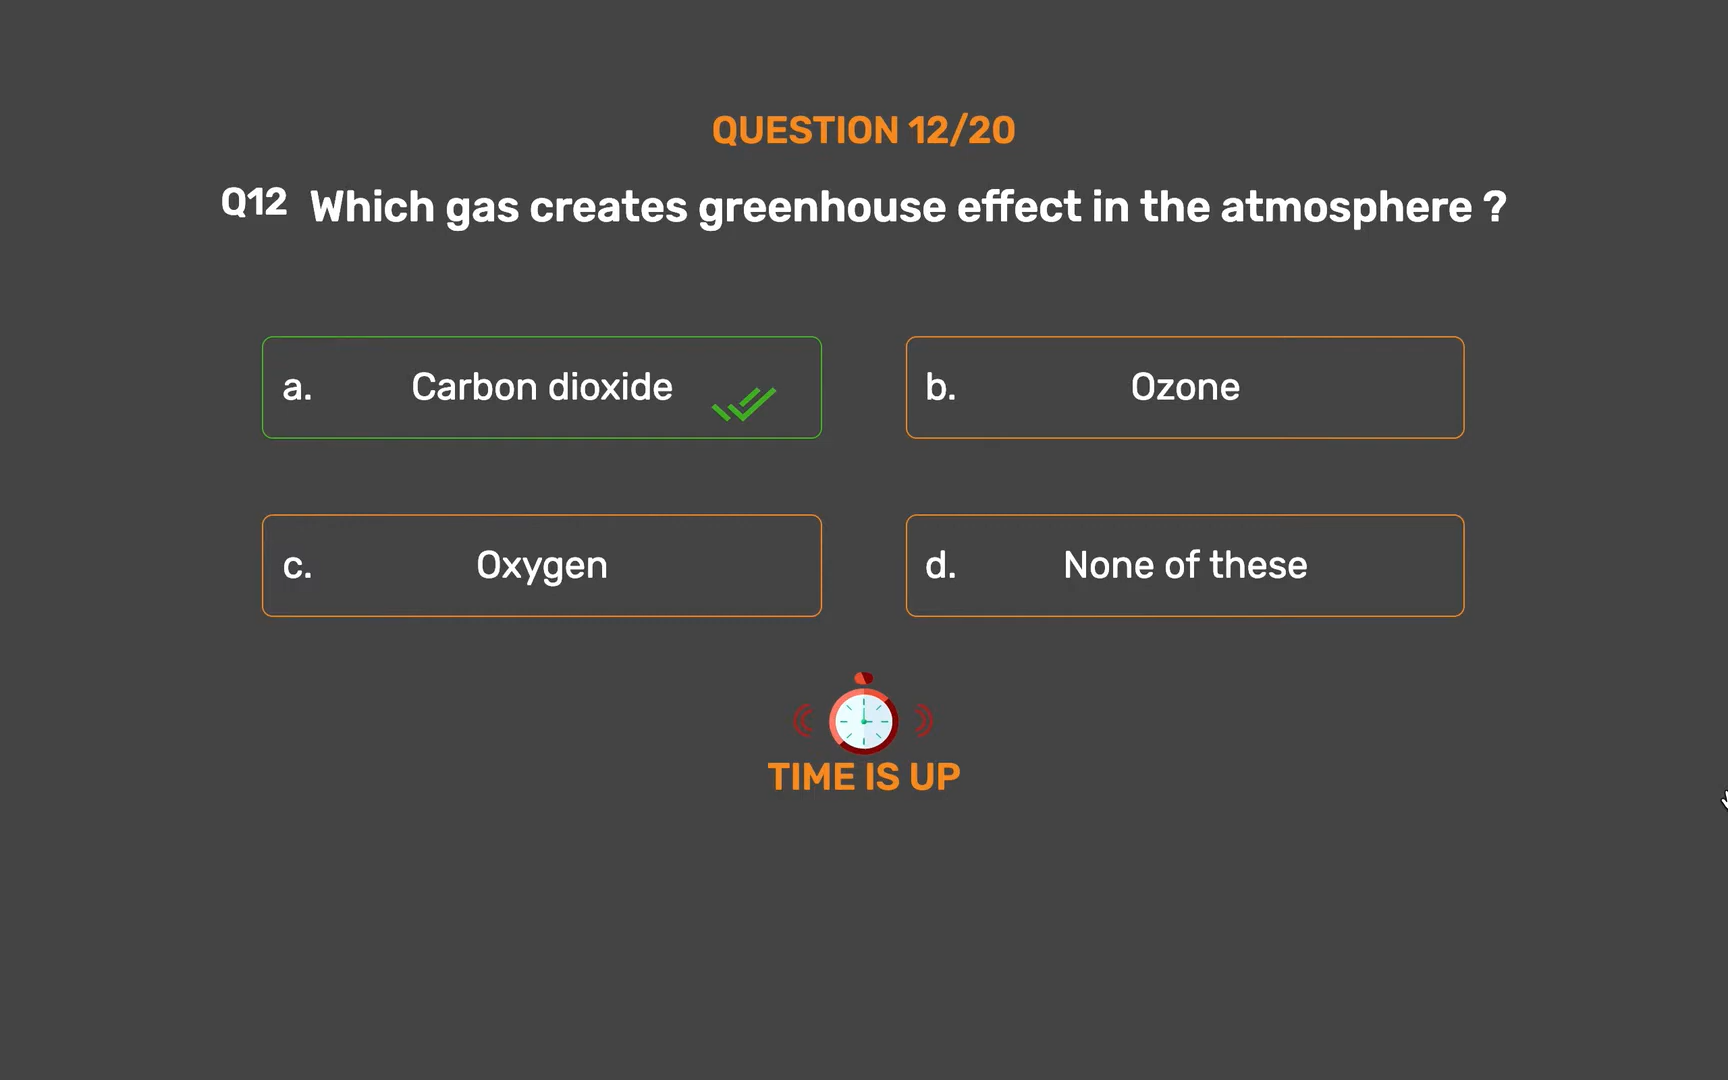 QUESTION 12/20
Q12 Which gas creates greenhouse effect in the atmosphere ?
a. Carbon dioxide
b. Ozone
c. Oxygen
d. None of these
TIME IS UP